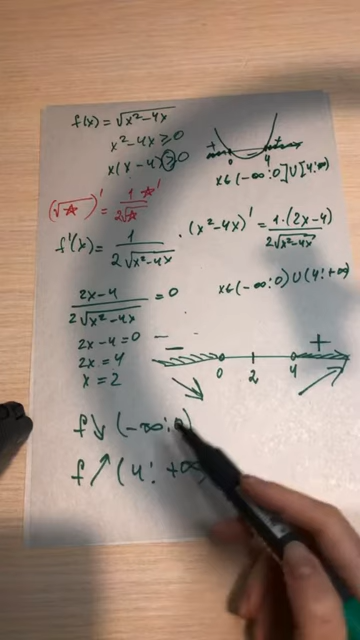 f(x) = √(x²-4x)
x²-4x ≥ 0
x(x-4) ≥ 0
+ - + 0 4
x∈(-∞;0]∪[4;+∞)
(√☆)' = 1·☆' / 2√☆
f'(x) = 1 / 2√(x²-4x) · (x²-4x)' = 1·(2x-4) / 2√(x²-4x)
x∈(-∞;0)∪(4;+∞)
2x-4 / 2√(x²-4x) = 0
2x-4=0
2x=4
x=2
- +
0 2 4
f↘ (-∞;0)
f↗ (4; +∞)